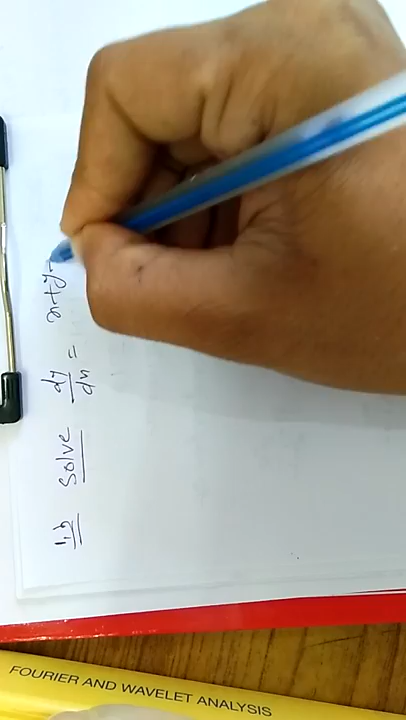 1.b Solve dy/dx = x+y-
FOURIER AND WAVELET ANALYSIS